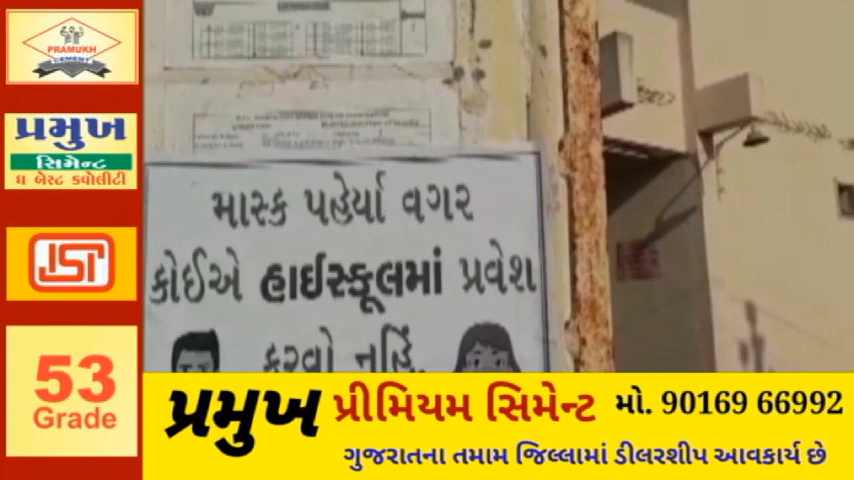 PRAMUKH
CEMENT
પ્રમુખ
સિમેન્ટ
ધ બેસ્ટ ક્વોલીટી
ISI
53
Grade
માસ્ક પહેર્યા વગર
કોઈએ હાઈસ્કૂલમાં પ્રવેશ
કરવો નહિં.
પ્રમુખ પ્રીમિયમ સિમેન્ટ મો. 90169 66992
ગુજરાતના તમામ જિલ્લામાં ડીલરશીપ આવકાર્ય છે